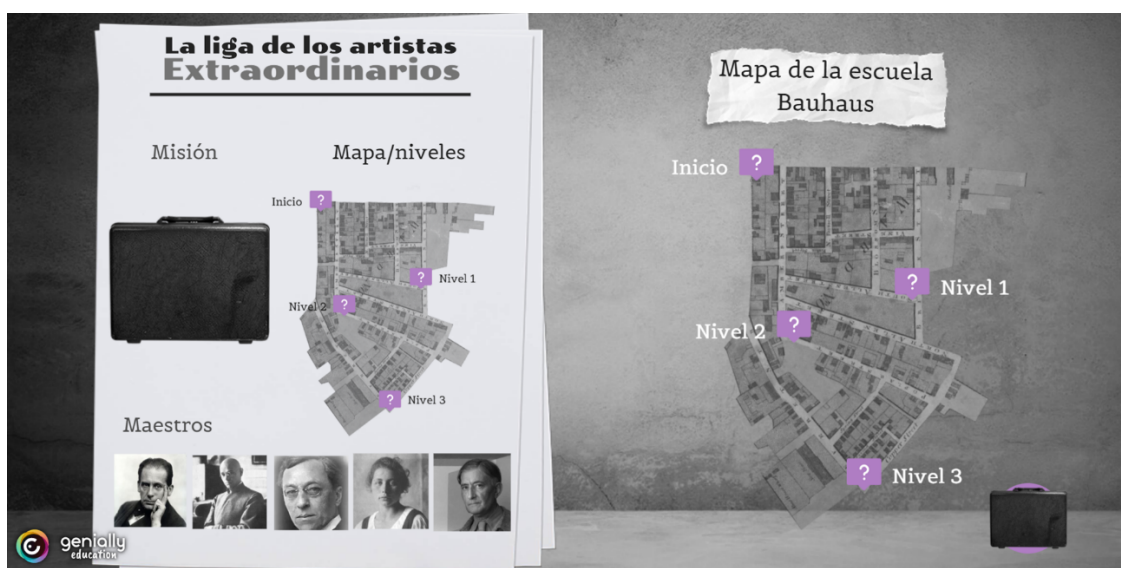 La liga de los artistas
Extraordinarios
Misión
Mapa/niveles
Inicio
?
?
Nivel 1
Nivel 2
?
?
Nivel 3
Maestros
genially
education
Mapa de la escuela
Bauhaus
Inicio
?
?
Nivel 1
Nivel 2
?
?
Nivel 3